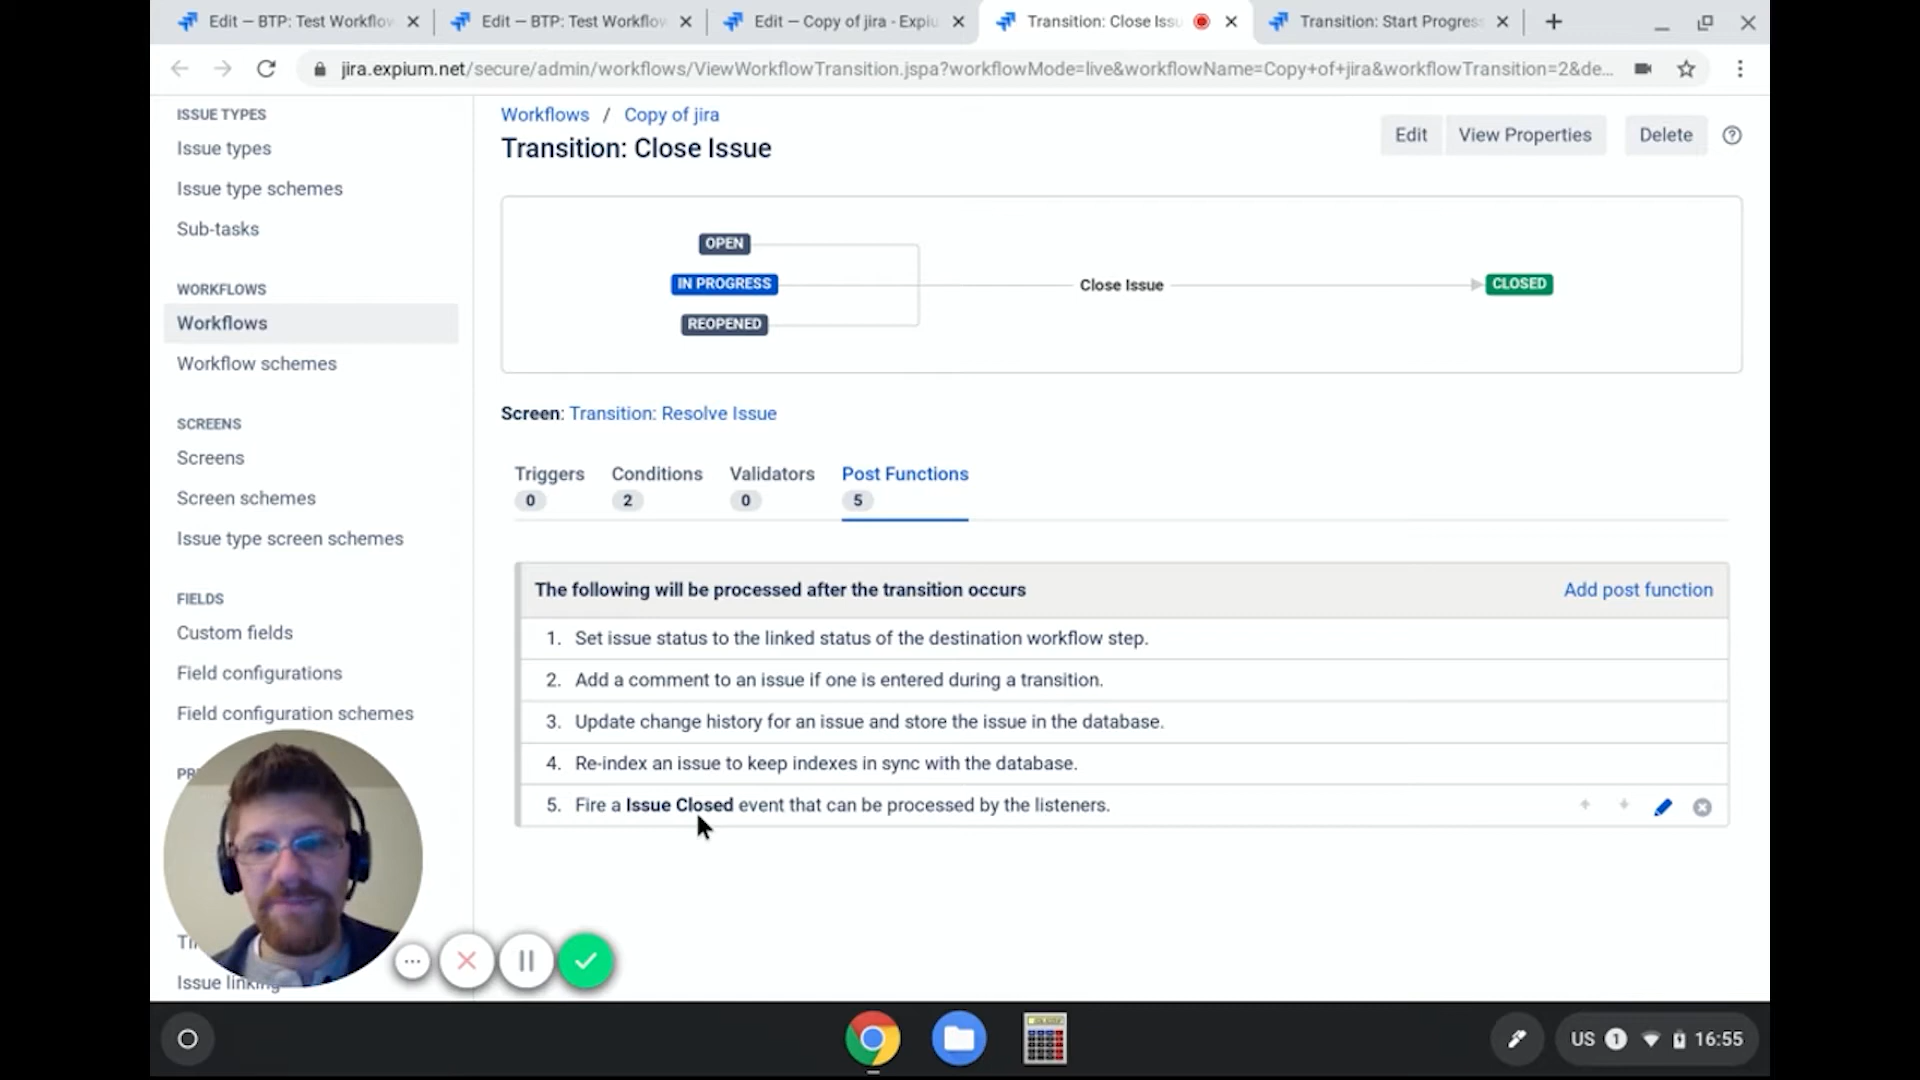 Edit — BTP: Test Workflow
Edit — BTP: Test Workflow
Edit — Copy of jira - Expiu
Transition: Close Issu
Transition: Start Progress
jira.expium.net/secure/admin/workflows/ViewWorkflowTransition.jspa?workflowMode=live&workflowName=Copy+of+jira&workflowTransition=2&de...
ISSUE TYPES
Issue types
Issue type schemes
Sub-tasks
WORKFLOWS
Workflows
Workflow schemes
SCREENS
Screens
Screen schemes
Issue type screen schemes
FIELDS
Custom fields
Field configurations
Field configuration schemes
Issue linking
Workflows / Copy of jira
Transition: Close Issue
Edit
View Properties
Delete
OPEN
IN PROGRESS
REOPENED
Close Issue
CLOSED
Screen: Transition: Resolve Issue
Triggers
0
Conditions
2
Validators
0
Post Functions
5
The following will be processed after the transition occurs
Add post function
1. Set issue status to the linked status of the destination workflow step.
2. Add a comment to an issue if one is entered during a transition.
3. Update change history for an issue and store the issue in the database.
4. Re-index an issue to keep indexes in sync with the database.
5. Fire a Issue Closed event that can be processed by the listeners.
US 1 16:55